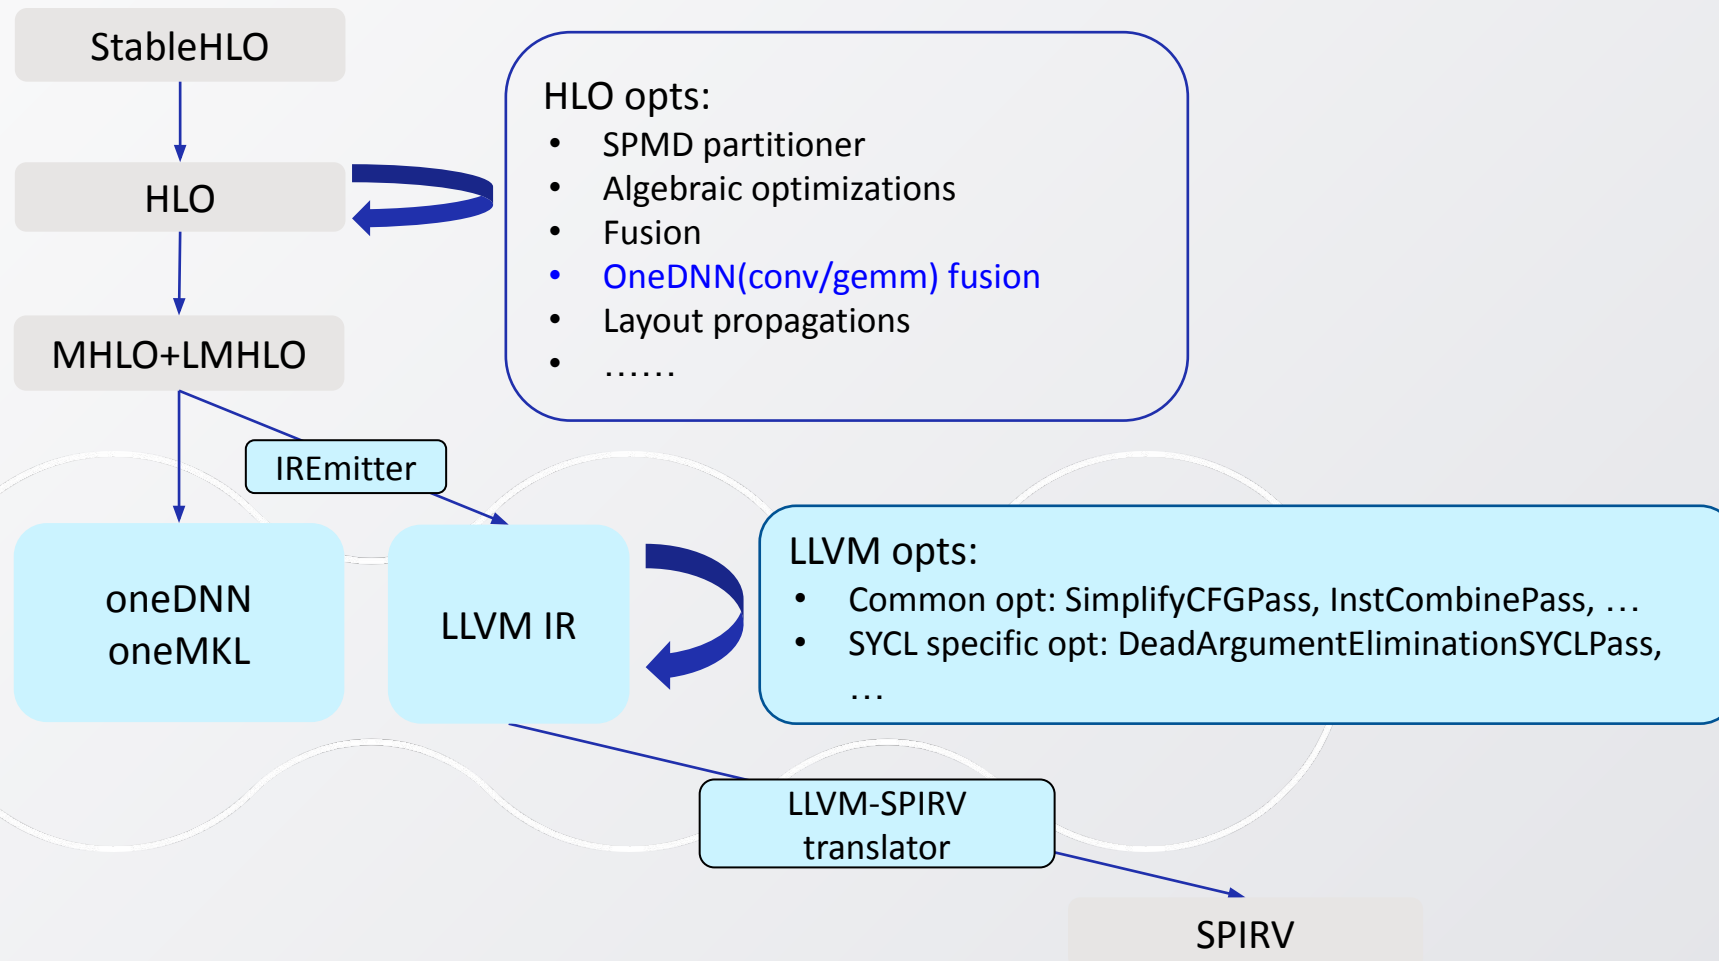 StableHLO
HLO
MHLO+LMHLO
HLO opts:
• SPMD partitioner
• Algebraic optimizations
• Fusion
• OneDNN(conv/gemm) fusion
• Layout propagations
• ……
IREmitter
oneDNN
oneMKL
LLVM IR
LLVM opts:
• Common opt: SimplifyCFGPass, InstCombinePass, …
• SYCL specific opt: DeadArgumentEliminationSYCLPass,
…
LLVM-SPIRV
translator
SPIRV